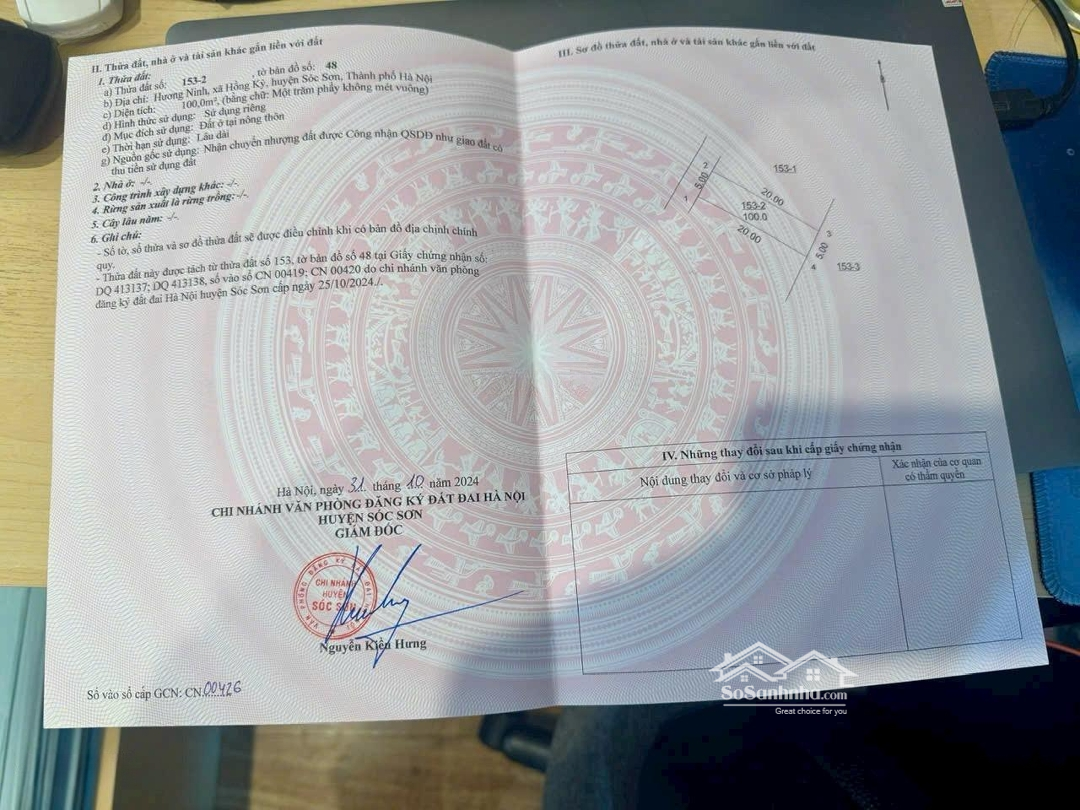 II. Thửa đất, nhà ở và tài sản khác gắn liền với đất
1. Thửa đất:
a) Thửa đất số: 153-2 , tờ bản đồ số: 48
b) Địa chỉ: Hương Ninh, xã Hồng Kỳ, huyện Sóc Sơn, Thành phố Hà Nội
c) Diện tích: 100,0m², (bằng chữ: Một trăm phẩy không mét vuông)
d) Hình thức sử dụng: Sử dụng riêng
đ) Mục đích sử dụng: Đất ở tại nông thôn
e) Thời hạn sử dụng: Lâu dài
g) Nguồn gốc sử dụng: Nhận chuyển nhượng đất được Công nhận QSDĐ như giao đất có
thu tiền sử dụng đất
2. Nhà ở: -/-
3. Công trình xây dựng khác: -/-
4. Rừng sản xuất là rừng trồng: -/-
5. Cây lâu năm: -/-
6. Ghi chú:
- Số tờ, số thửa và sơ đồ thửa đất sẽ được điều chỉnh khi có bản đồ địa chính chính
quy.
- Thửa đất này được tách từ thửa đất số 153, tờ bản đồ số 48 tại Giấy chứng nhận số:
DQ 413137; DQ 413138, số vào sổ CN 00419; CN 00420 do chi nhánh văn phòng
đăng ký đất đai Hà Nội huyện Sóc Sơn cấp ngày 25/10/2024./.
Hà Nội, ngày 31 tháng 10 năm 2024
CHI NHÁNH VĂN PHÒNG ĐĂNG KÝ ĐẤT ĐAI HÀ NỘI
HUYỆN SÓC SƠN
GIÁM ĐỐC
VĂN PHÒNG ĐĂNG KÝ ĐẤT ĐAI
CHI NHÁNH
HUYỆN
SÓC SƠN
Nguyễn Kiền Hưng
Số vào sổ cấp GCN: CN 00426
III. Sơ đồ thửa đất, nhà ở và tài sản khác gắn liền với đất
153-1
2
5.00
1
20.00
153-2
100.0
20.00
3
5.00
4
153-3
IV. Những thay đổi sau khi cấp giấy chứng nhận
Nội dung thay đổi và cơ sở pháp lý
Xác nhận của cơ quan
có thẩm quyền
SoSanhnha.com
Great choice for you